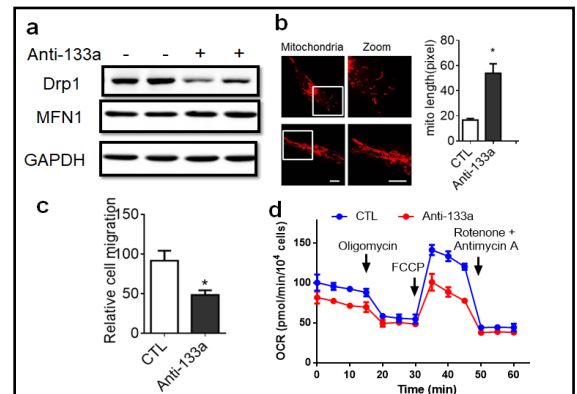 a
Anti-133a - - + +
Drp1
MFN1
GAPDH
b
Mitochondria Zoom
mito length(pixel)
80
60
40
20
0
*
CTL
Anti-133a
c
Relative cell migration
150
100
50
0
*
CTL
Anti-133a
d
CTL Anti-133a
OCR (pmol/min/10⁴ cells)
150
100
50
0
Oligomycin
FCCP
Rotenone +
Antimycin A
0 10 20 30 40 50 60
Time (min)